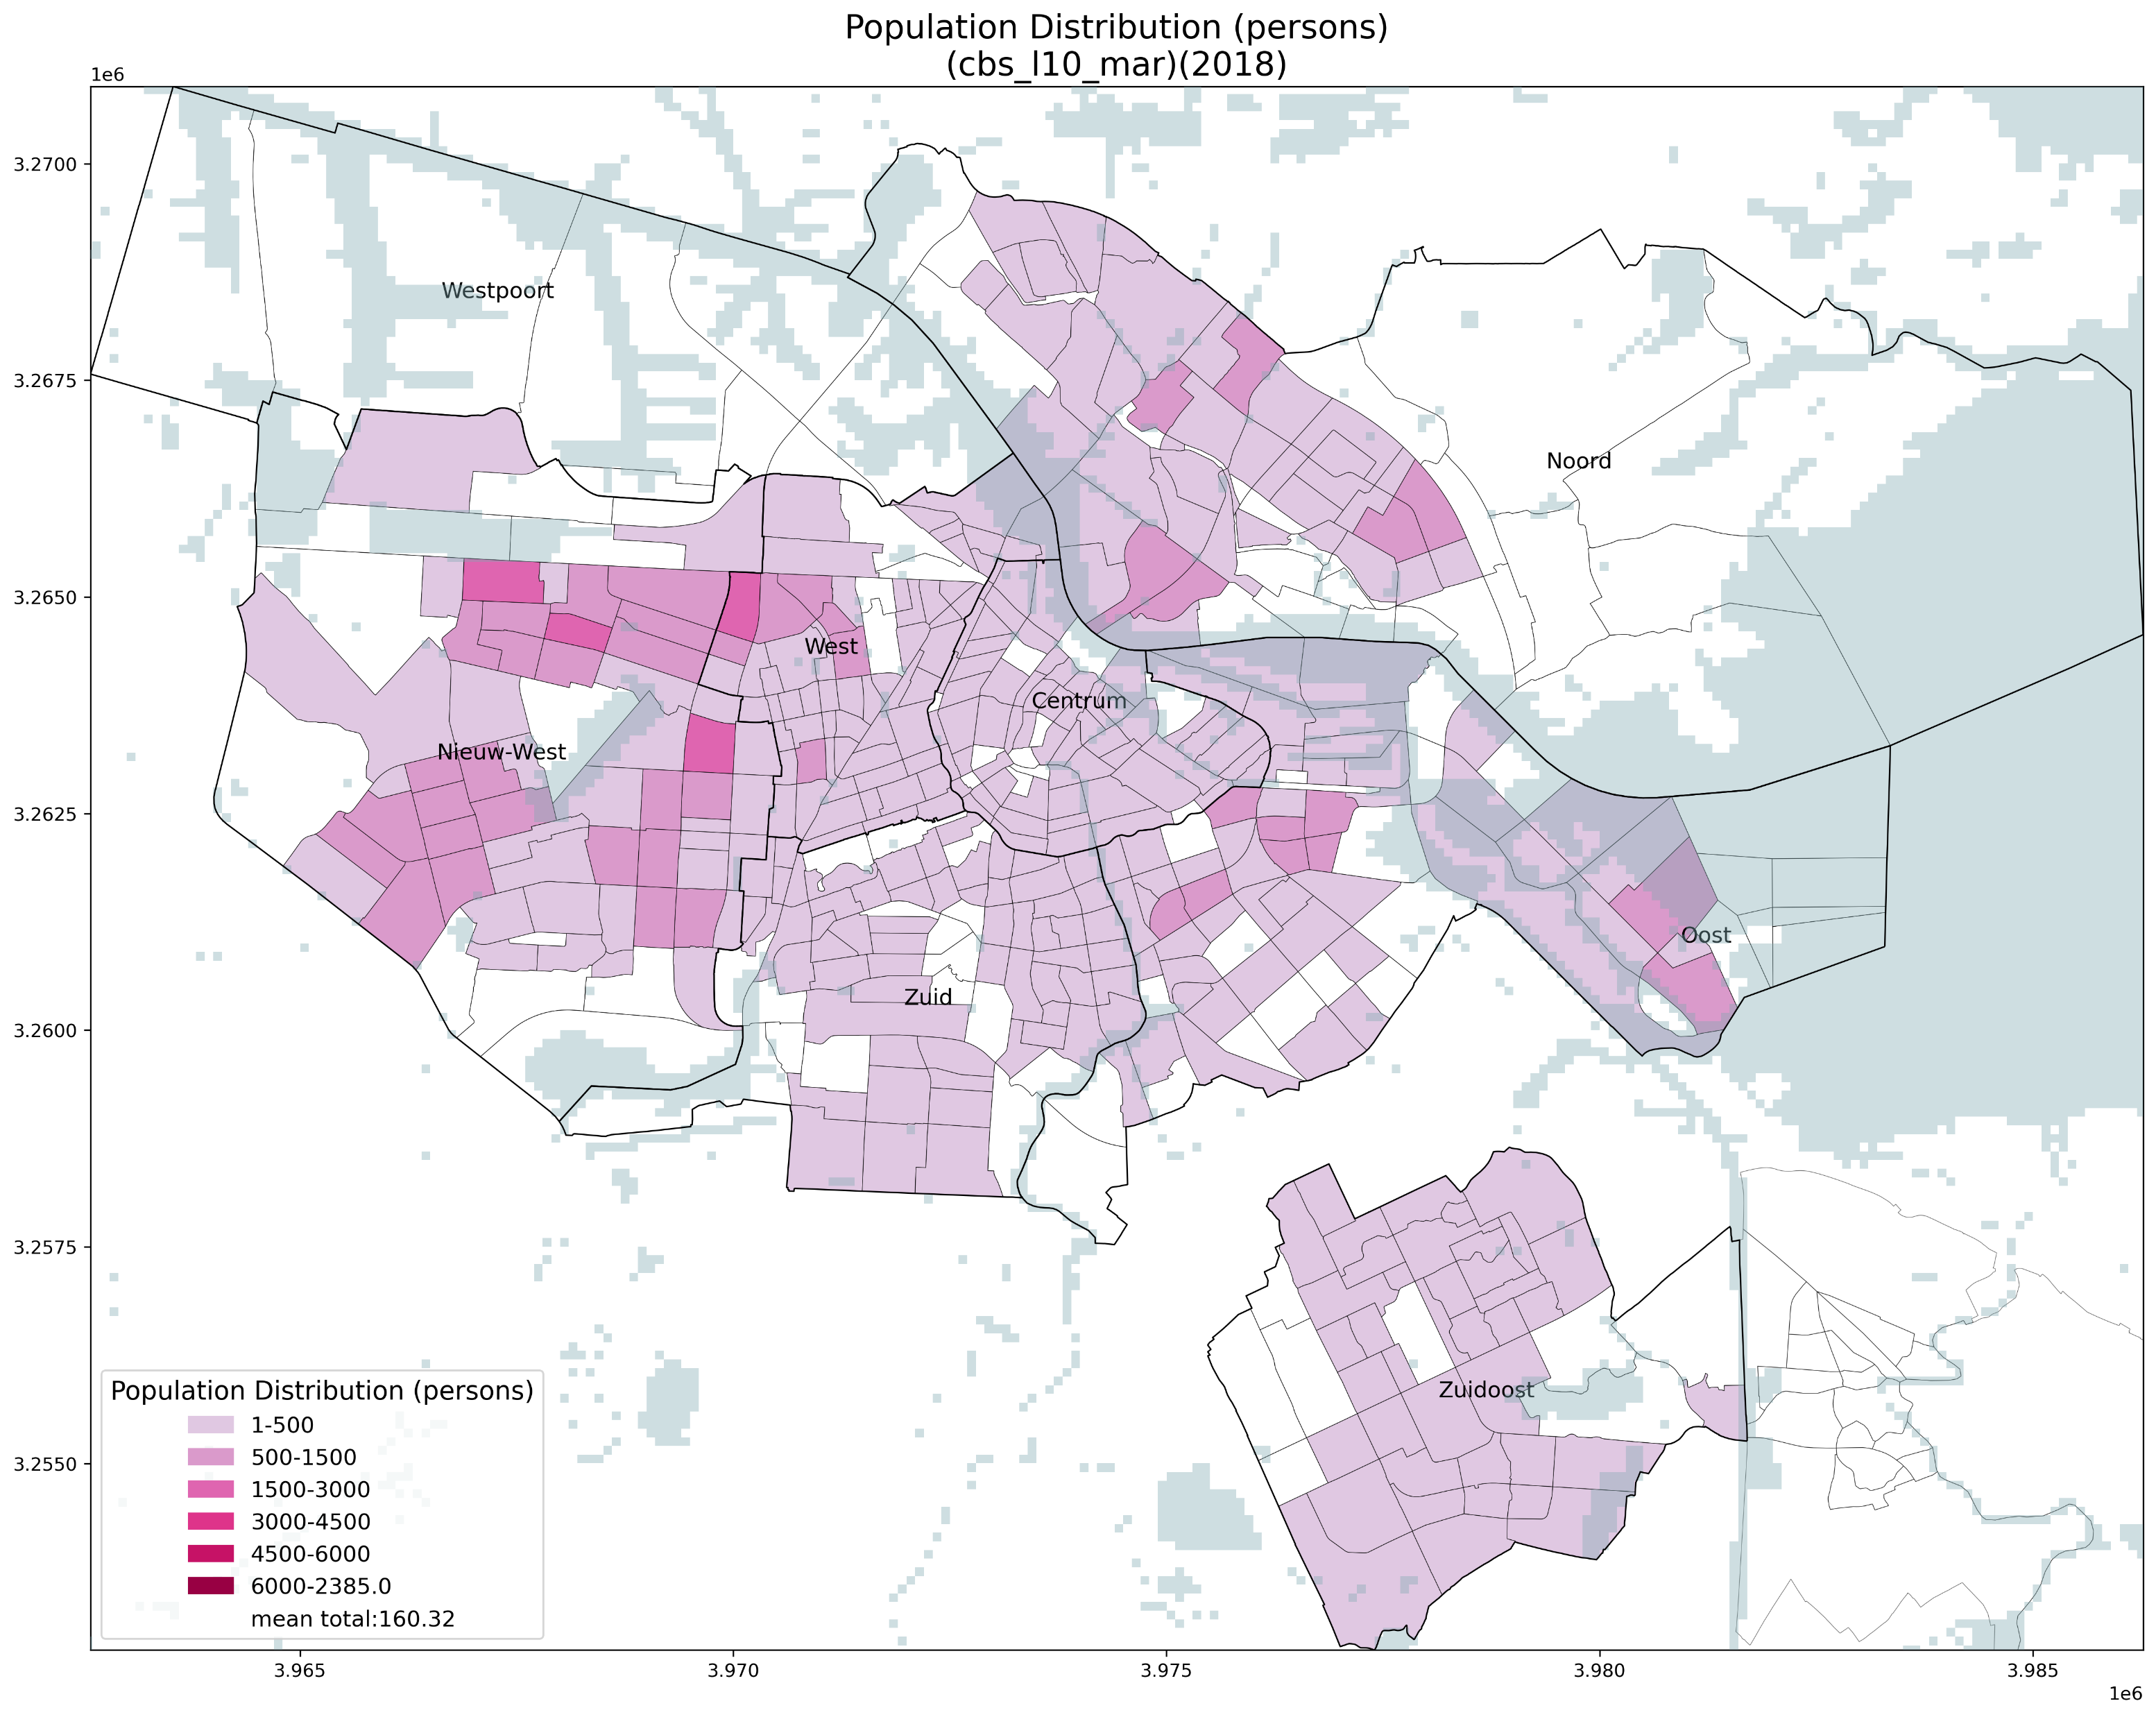 Population Distribution (persons)
(cbs_l10_mar)(2018)
1e6
3.2700
3.2675
3.2650
3.2625
3.2600
3.2575
3.2550
Westpoort
Noord
West
Centrum
Nieuw-West
Oost
Zuid
Zuidoost
Population Distribution (persons)
1-500
500-1500
1500-3000
3000-4500
4500-6000
6000-2385.0
mean total:160.32
3.965
3.970
3.975
3.980
3.985
1e6